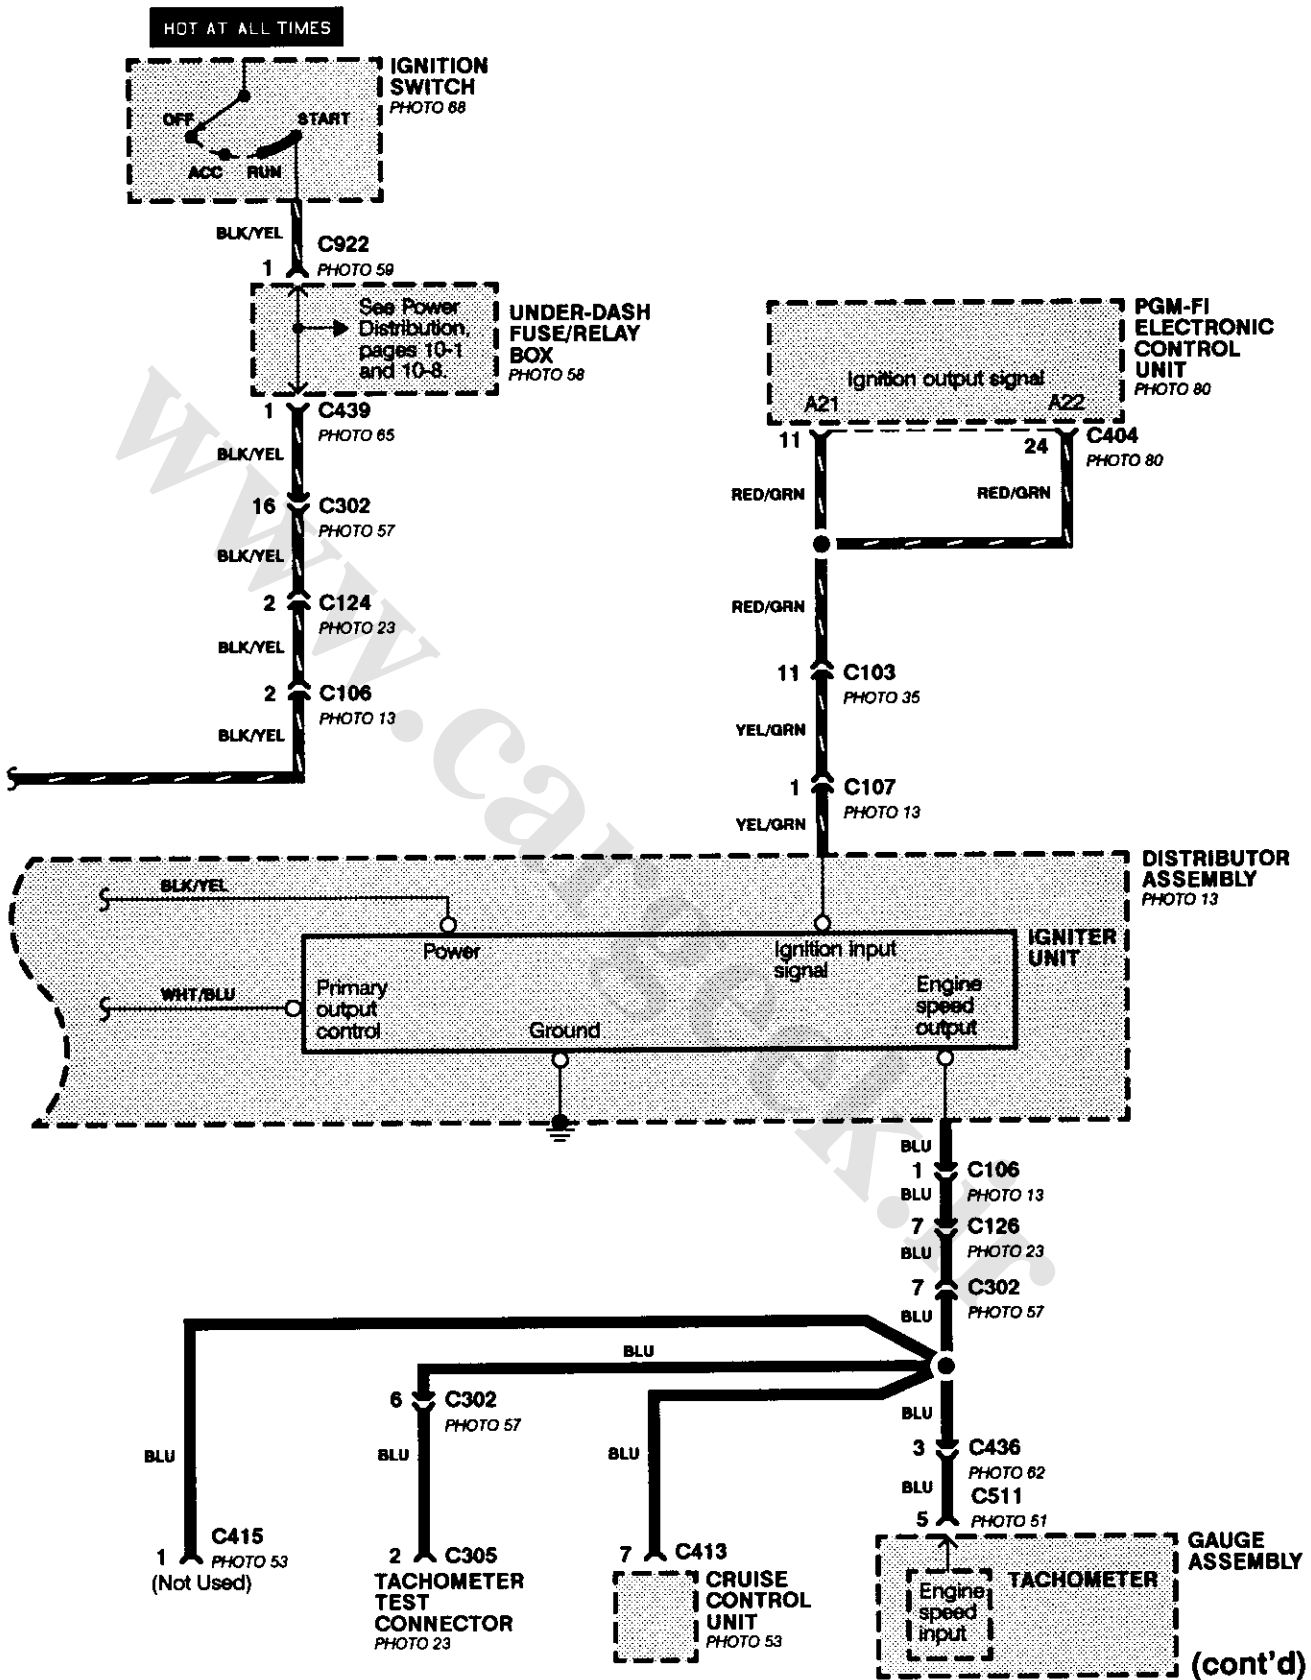 HOT AT ALL TIMES
IGNITION
SWITCH
PHOTO 68
OFF
START
ACC
RUN
BLK/YEL
C922
1
PHOTO 59
See Power
Distribution,
pages 10-1
and 10-8.
UNDER-DASH
FUSE/RELAY
BOX
PHOTO 58
1
C439
PHOTO 65
BLK/YEL
16
C302
PHOTO 57
BLK/YEL
2
C124
PHOTO 23
BLK/YEL
2
C106
PHOTO 13
BLK/YEL
PGM-FI
ELECTRONIC
CONTROL
UNIT
PHOTO 80
Ignition output signal
A21
A22
11
24
C404
PHOTO 80
RED/GRN
RED/GRN
RED/GRN
11
C103
PHOTO 35
YEL/GRN
1
C107
PHOTO 13
YEL/GRN
DISTRIBUTOR
ASSEMBLY
PHOTO 13
BLK/YEL
Power
Ignition input
signal
IGNITER
UNIT
WHT/BLU
Primary
output
control
Ground
Engine
speed
output
BLU
1
C106
PHOTO 13
BLU
7
C126
PHOTO 23
BLU
7
C302
PHOTO 57
BLU
BLU
6
C302
PHOTO 57
BLU
BLU
BLU
BLU
3
C436
PHOTO 62
BLU
C511
5
PHOTO 51
C415
1
PHOTO 53
(Not Used)
2
C305
TACHOMETER
TEST
CONNECTOR
PHOTO 23
7
C413
CRUISE
CONTROL
UNIT
PHOTO 53
GAUGE
ASSEMBLY
TACHOMETER
Engine
speed
input
(cont'd)
www.cargeek.ir